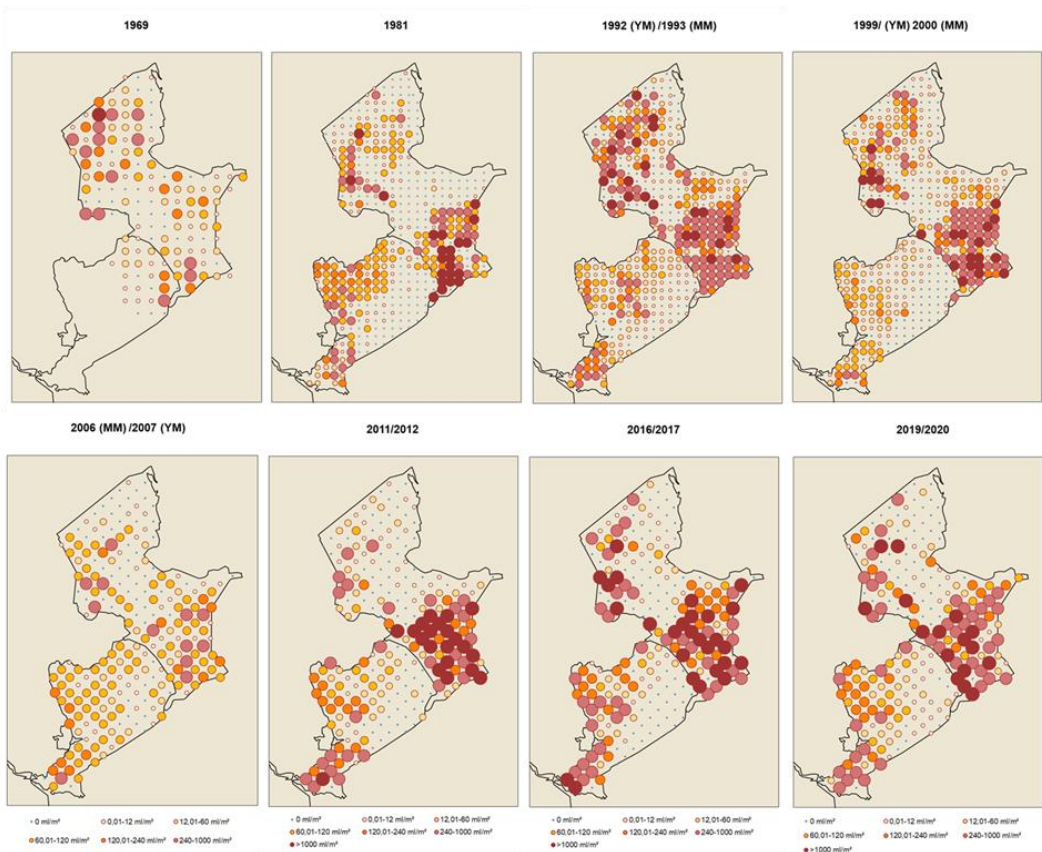 1969
1981
1992 (YM) /1993 (MM)
1999/ (YM) 2000 (MM)
2006 (MM) /2007 (YM)
2011/2012
2016/2017
2019/2020
0 ml/m² 0,01-12 ml/m² 12,01-60 ml/m²
60,01-120 ml/m² 120,01-240 ml/m² 240-1000 ml/m²
0 ml/m² 0,01-12 ml/m² 12,01-60 ml/m²
60,01-120 ml/m² 120,01-240 ml/m² 240-1000 ml/m²
>1000 ml/m²
0 ml/m² 0,01-12 ml/m² 12,01-60 ml/m²
60,01-120 ml/m² 120,01-240 ml/m² 240-1000 ml/m²
>1000 ml/m²
0 ml/m² 0,01-12 ml/m² 12,01-60 ml/m²
60,01-120 ml/m² 120,01-240 ml/m² 240-1000 ml/m²
>1000 ml/m²